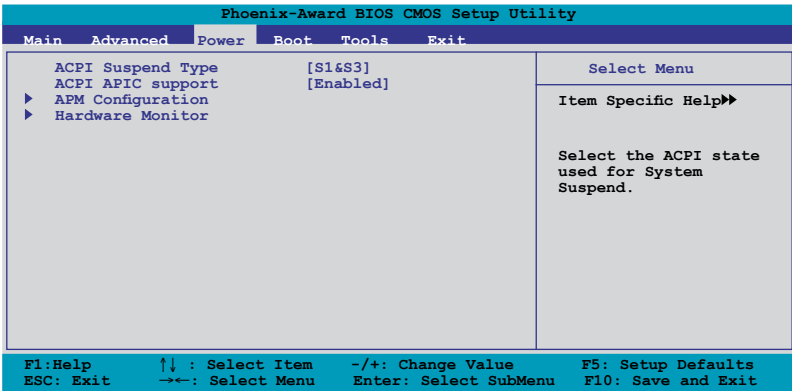 Phoenix-Award BIOS CMOS Setup Utility
Main Advanced Power Boot Tools Exit
ACPI Suspend Type [S1&S3]
ACPI APIC support [Enabled]
APM Configuration
Hardware Monitor
Select Menu
Item Specific Help
Select the ACPI state
used for System
Suspend.
F1:Help ↑↓ : Select Item -/+: Change Value F5: Setup Defaults
ESC: Exit →←: Select Menu Enter: Select SubMenu F10: Save and Exit